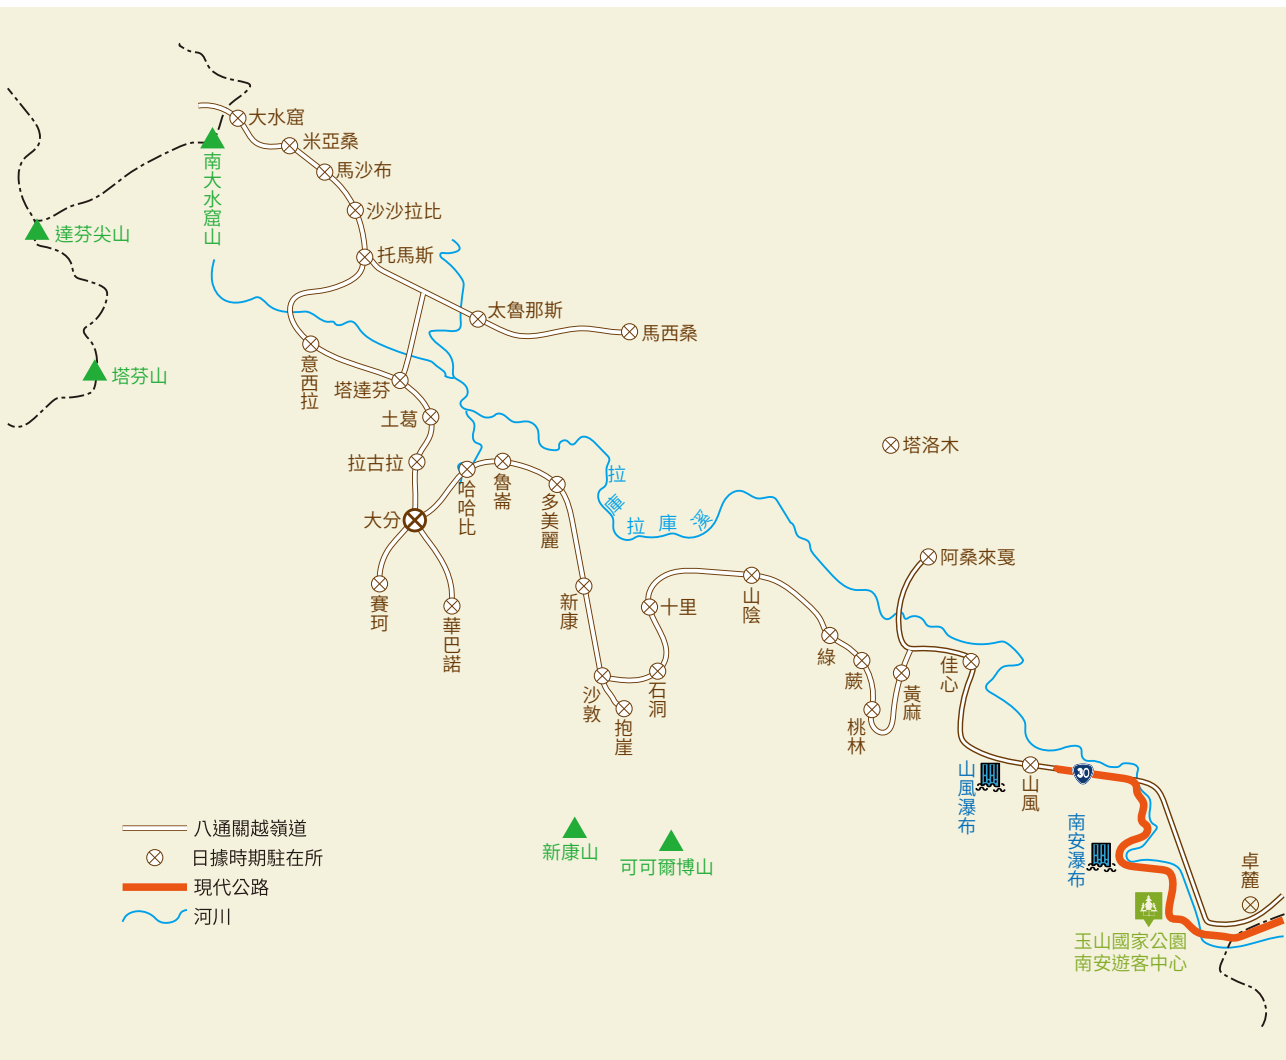 大水窟
米亞桑
馬沙布
南大水窟山
沙沙拉比
達芬尖山
托馬斯
太魯那斯
馬西桑
意西拉
塔芬山
塔達芬
土葛
拉古拉
塔洛木
哈哈比
魯崙
多美麗
拉庫拉庫溪
大分
阿桑來戛
賽珂
華巴諾
新康
十里
山陰
綠
蕨
佳心
沙敦
石洞
抱崖
桃林
黃麻
山風瀑布
山風
30
南安瀑布
卓麓
新康山
可可爾博山
玉山國家公園
南安遊客中心
八通關越嶺道
日據時期駐在所
現代公路
河川